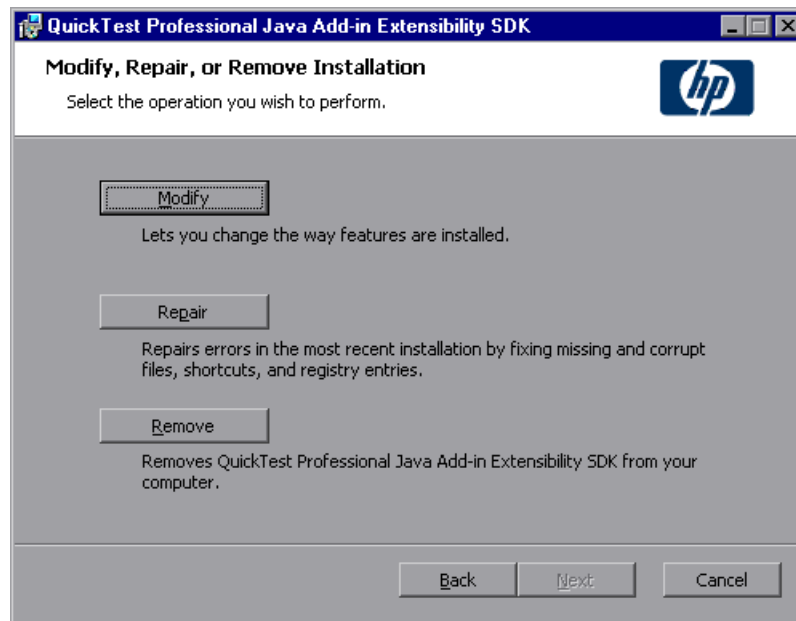 QuickTest Professional Java Add-in Extensibility SDK
Modify, Repair, or Remove Installation
Select the operation you wish to perform.
hp
Modify
Lets you change the way features are installed.
Repair
Repairs errors in the most recent installation by fixing missing and corrupt
files, shortcuts, and registry entries.
Remove
Removes QuickTest Professional Java Add-in Extensibility SDK from your
computer.
Back
Next
Cancel